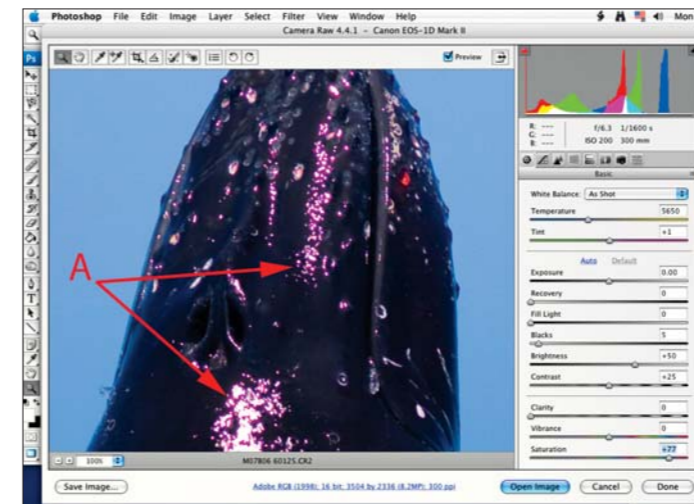 Photoshop File Edit Image Layer Select Filter View Window Help Mon
Camera Raw 4.4.1 – Canon EOS-1D Mark II
Ps
T
Preview
A
R: ---
G: ---
B: ---
f/6.3 1/1600 s
ISO 200 300 mm
Basic
White Balance: As Shot
Temperature 5650
Tint +1
Auto Default
Exposure 0.00
Recovery 0
Fill Light 0
Blacks 5
Brightness +50
Contrast +25
Clarity 0
Vibrance 0
Saturation +77
100% MJ7806 60125.CR2
Save Image... Adobe RGB (1998); 16 bit; 3504 by 2336 (8.2MP); 300 ppi Open Image Cancel Done